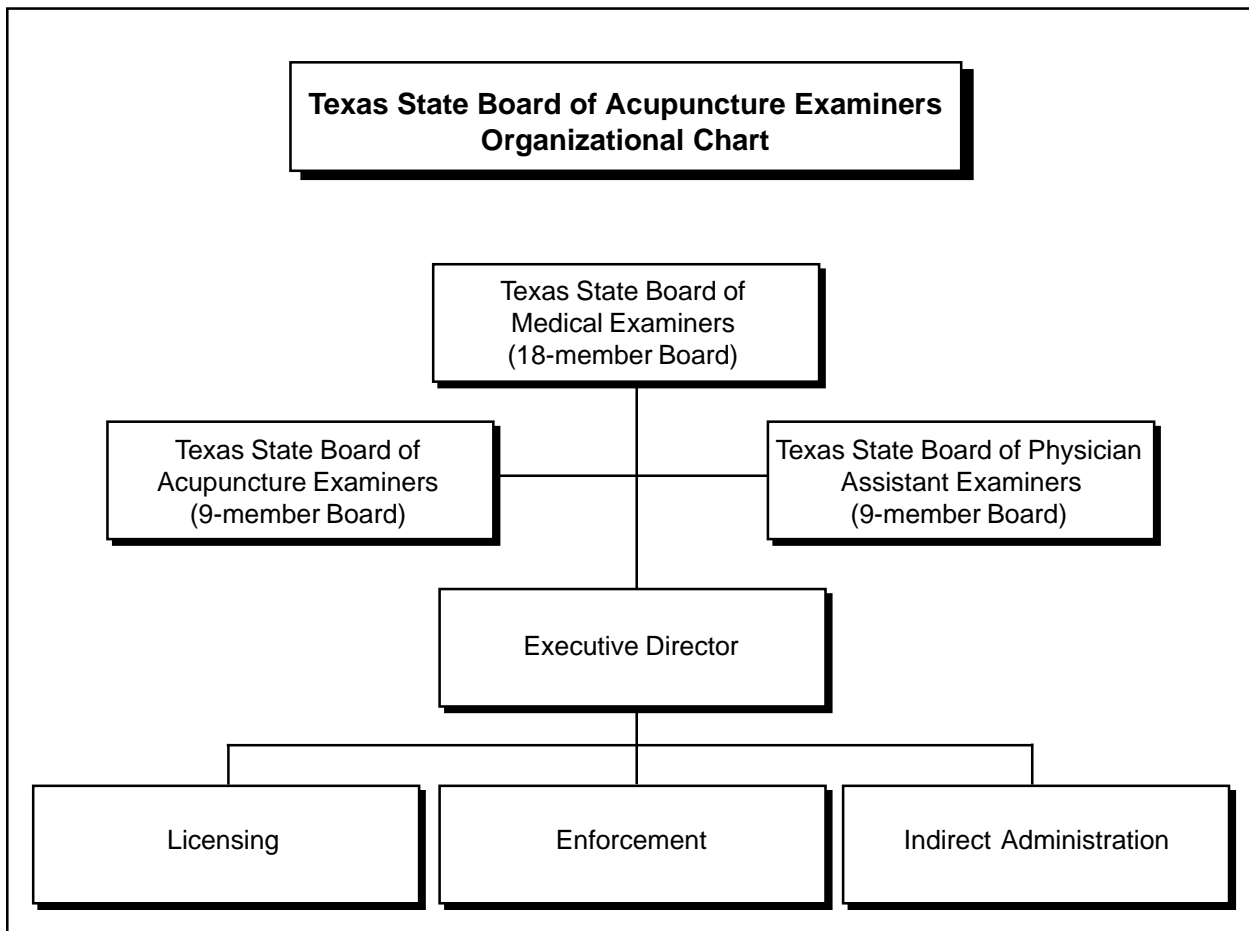 Texas State Board of Acupuncture Examiners
Organizational Chart
Texas State Board of
Medical Examiners
(18-member Board)
Texas State Board of
Acupuncture Examiners
(9-member Board)
Texas State Board of Physician
Assistant Examiners
(9-member Board)
Executive Director
Licensing
Enforcement
Indirect Administration